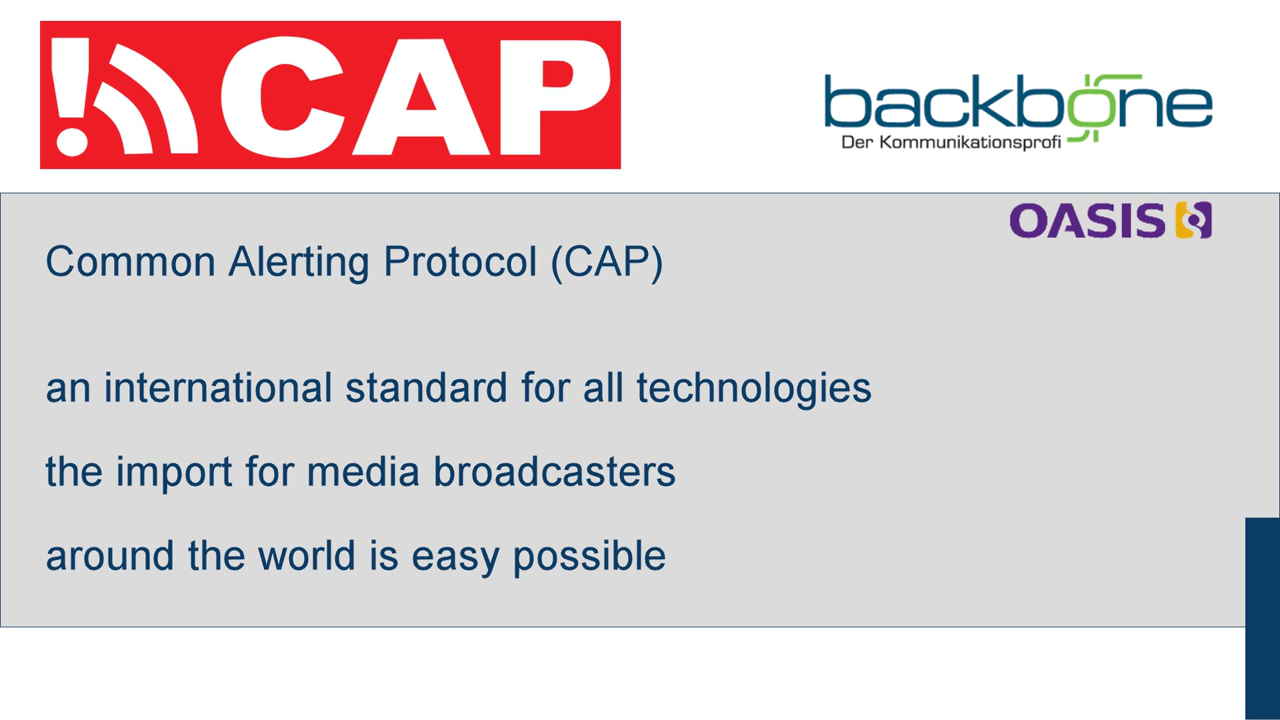 !CAP
backbone
Der Kommunikationsprofi
OASIS
Common Alerting Protocol (CAP)
an international standard for all technologies
the import for media broadcasters
around the world is easy possible